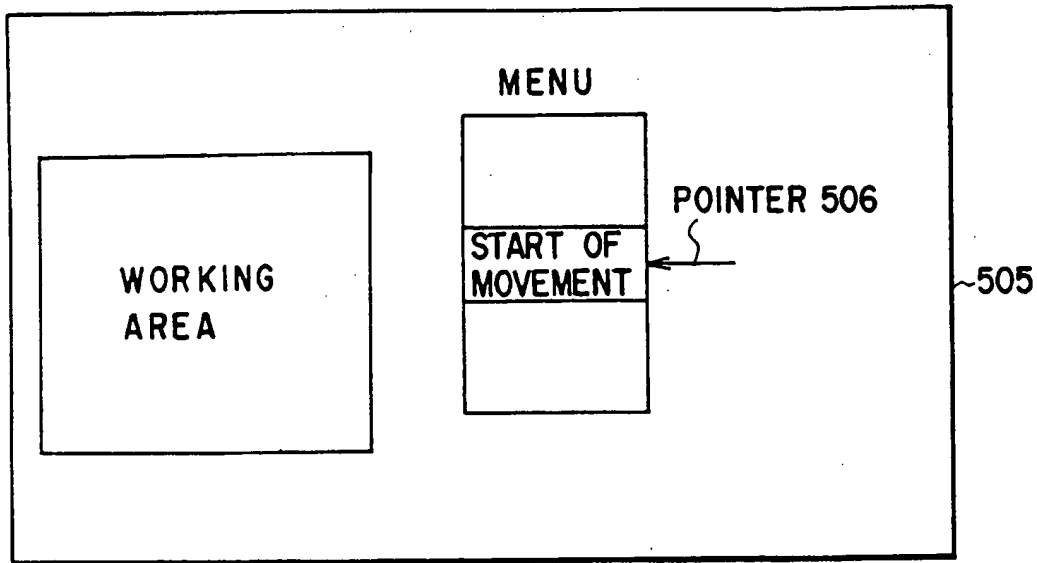 MENU
POINTER 506
START OF
MOVEMENT
505
WORKING
AREA